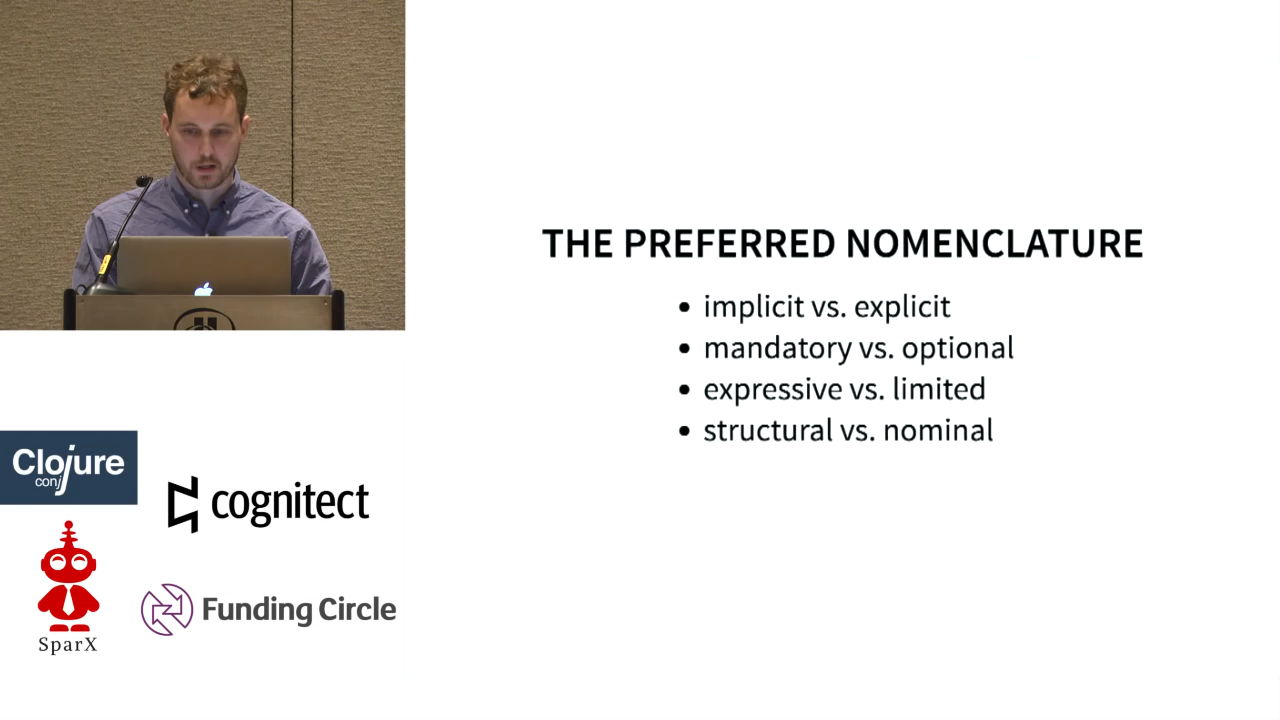 THE PREFERRED NOMENCLATURE
• implicit vs. explicit
• mandatory vs. optional
• expressive vs. limited
• structural vs. nominal
Clojure
conj
cognitect
SparX
Funding Circle